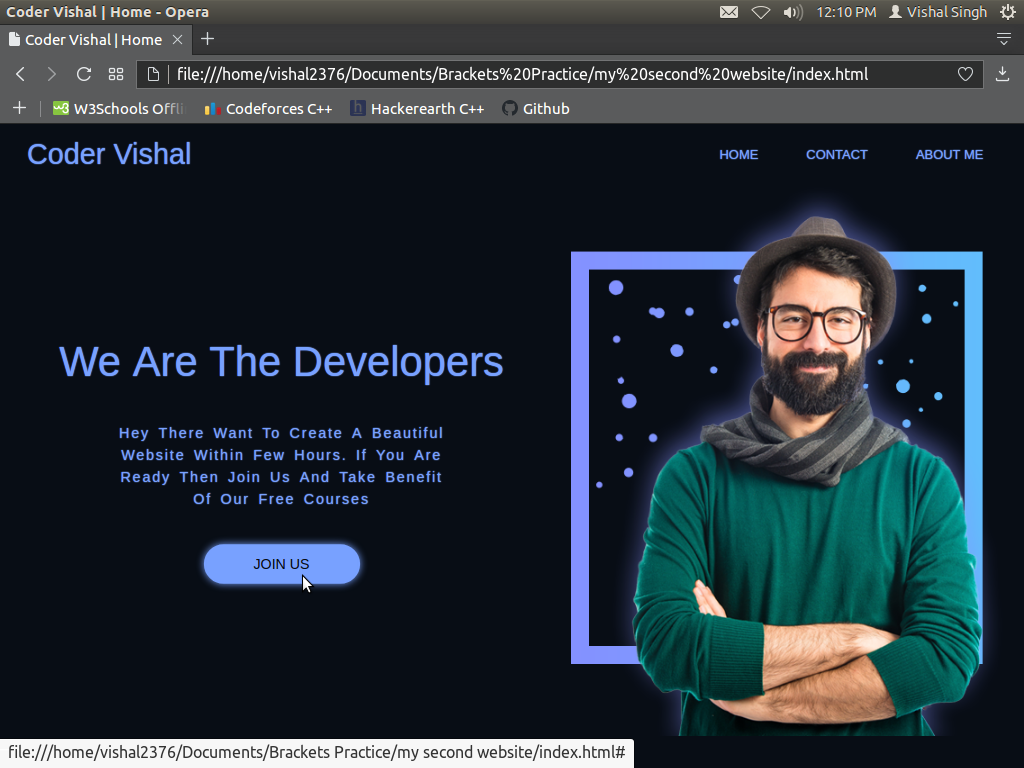 Coder Vishal | Home - Opera
12:10 PM
Vishal Singh
Coder Vishal | Home
file:///home/vishal2376/Documents/Brackets%20Practice/my%20second%20website/index.html
W3Schools Offli
Codeforces C++
Hackerearth C++
Github
Coder Vishal
HOME
CONTACT
ABOUT ME
We Are The Developers
Hey There Want To Create A Beautiful
Website Within Few Hours. If You Are
Ready Then Join Us And Take Benefit
Of Our Free Courses
JOIN US
file:///home/vishal2376/Documents/Brackets Practice/my second website/index.html#